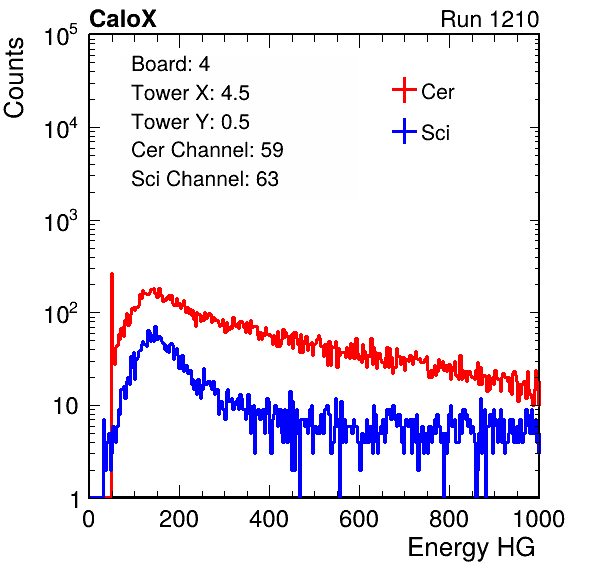 CaloX Run 1210
Counts
10^5
10^4
10^3
10^2
10
1
Board: 4
Tower X: 4.5
Tower Y: 0.5
Cer Channel: 59
Sci Channel: 63
Cer
Sci
0 200 400 600 800 1000
Energy HG